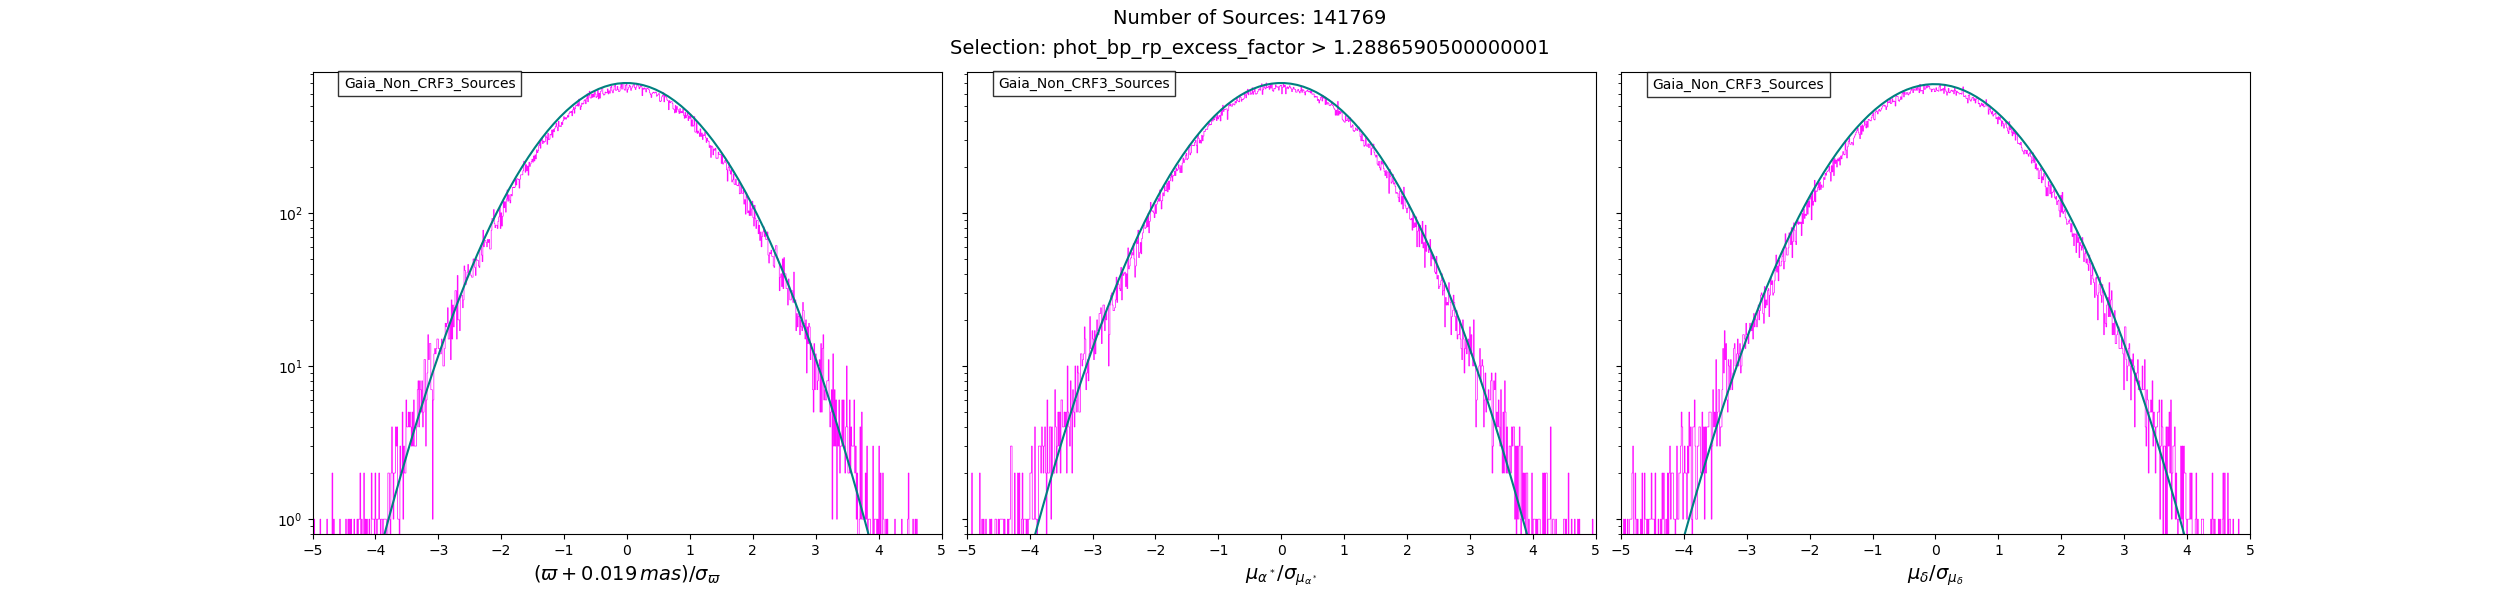 Number of Sources: 141769
Selection: phot_bp_rp_excess_factor > 1.2886590500000001
Gaia_Non_CRF3_Sources
Gaia_Non_CRF3_Sources
Gaia_Non_CRF3_Sources
10²
10¹
10⁰
−5 −4 −3 −2 −1 0 1 2 3 4 5
−5 −4 −3 −2 −1 0 1 2 3 4 5
−5 −4 −3 −2 −1 0 1 2 3 4 5
(ϖ + 0.019 mas)/σ_ϖ
μ_α*/σ_μ_α*
μ_δ/σ_μ_δ